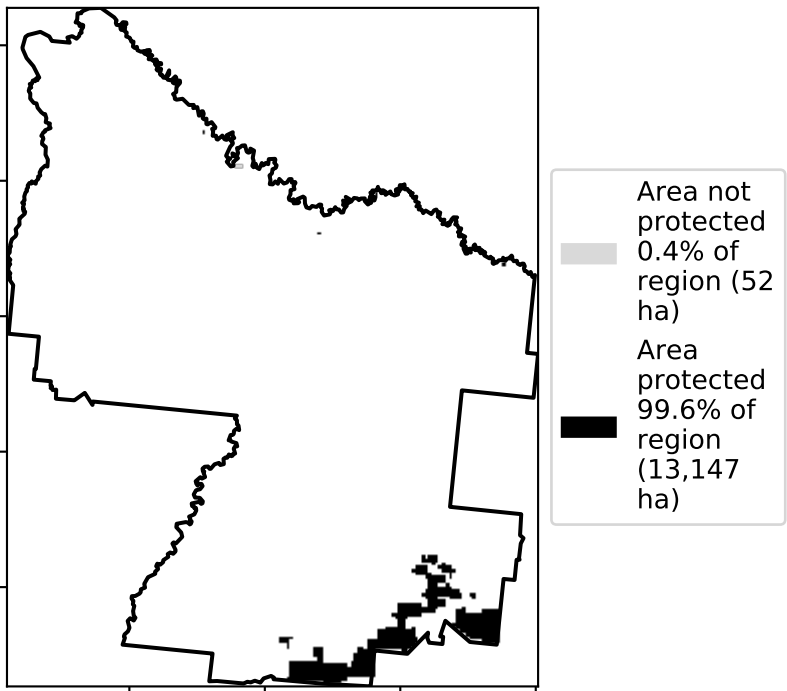 Area not
protected
0.4% of
region (52
ha)
Area
protected
99.6% of
region
(13,147
ha)